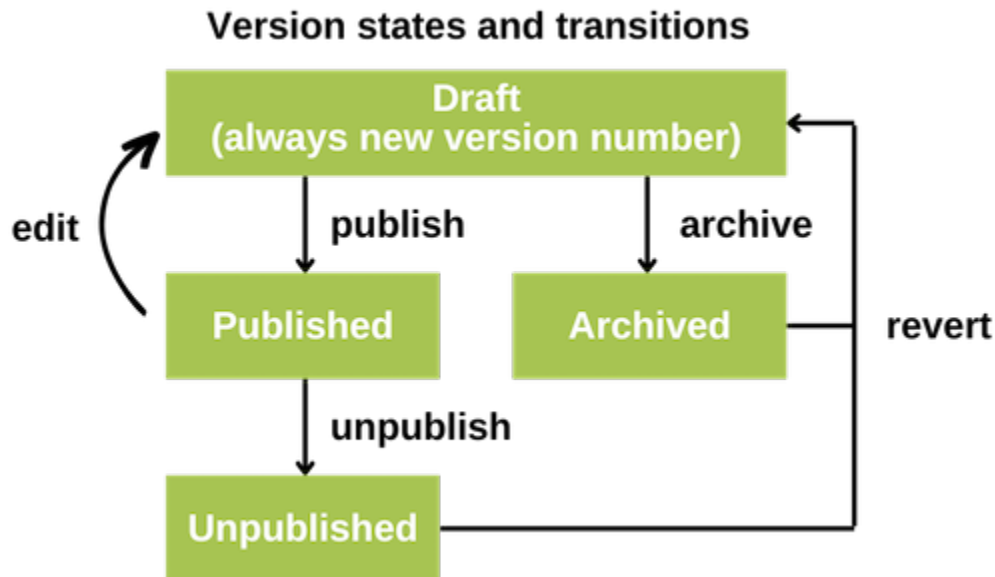 Version states and transitions
Draft
(always new version number)
edit
publish
archive
Published
Archived
revert
unpublish
Unpublished